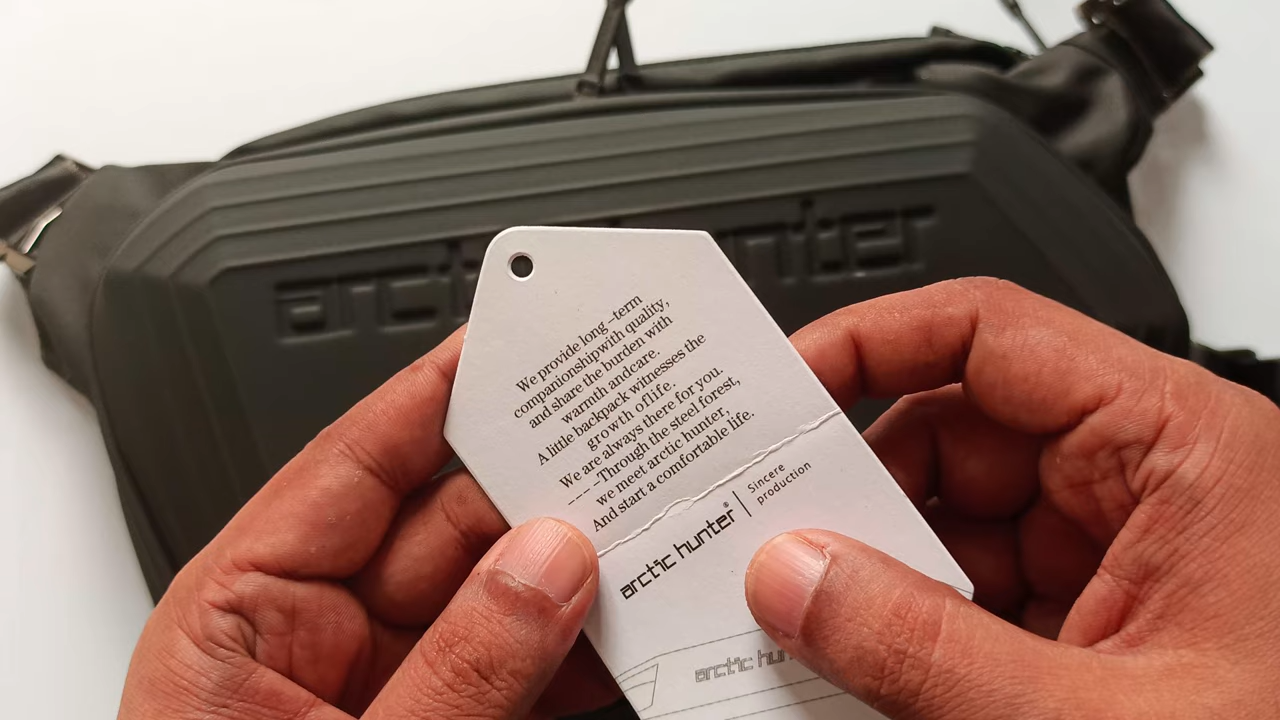 arctic hunter
We provide long -term
companionshipwith quality,
and share the burden with
warmth andcare.
A little backpack witnesses the
growth oflife.
We are always there for you.
----Through the steel forest,
we meet arctic hunter,
And start a comfortable life.
arctic hunter®
Sincere
production
arctic